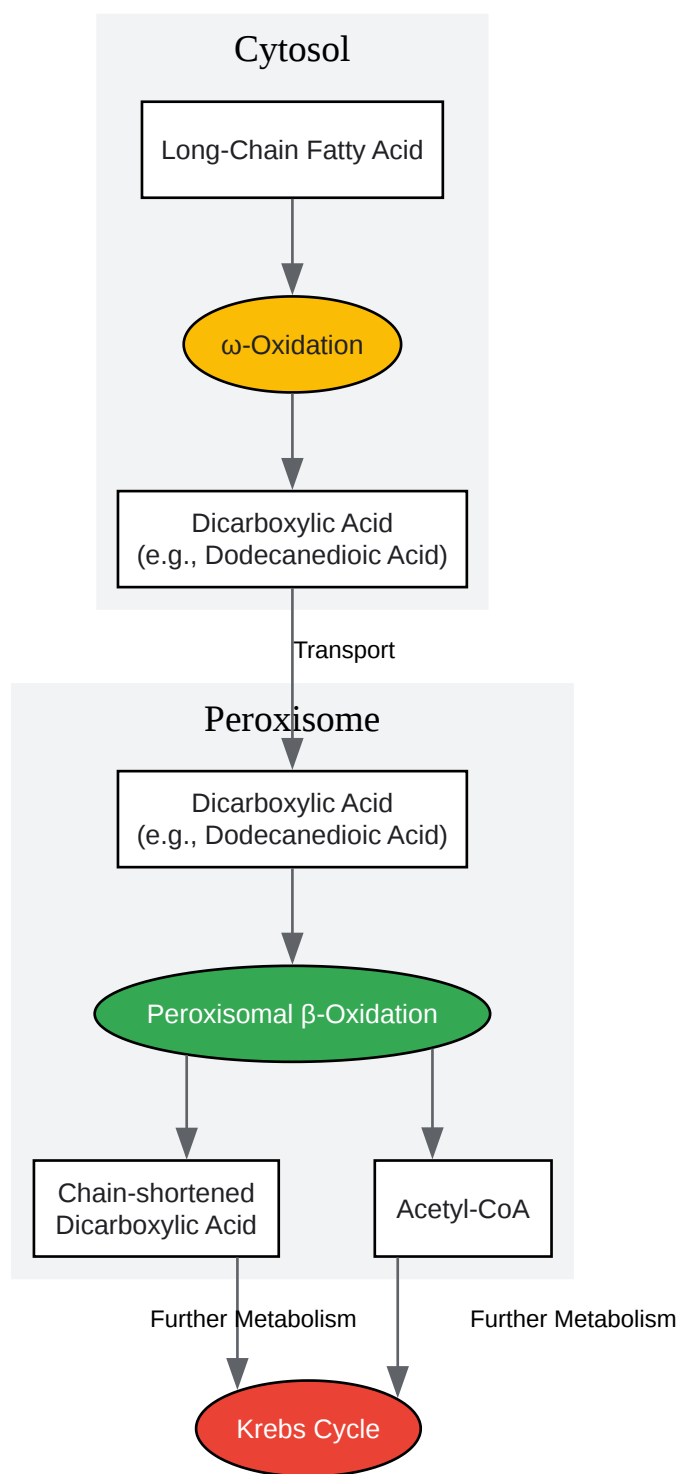 Cytosol
Long-Chain Fatty Acid
ω-Oxidation
Dicarboxylic Acid
(e.g., Dodecanedioic Acid)
Transport
Peroxisome
Dicarboxylic Acid
(e.g., Dodecanedioic Acid)
Peroxisomal β-Oxidation
Chain-shortened
Dicarboxylic Acid
Acetyl-CoA
Further Metabolism
Further Metabolism
Krebs Cycle